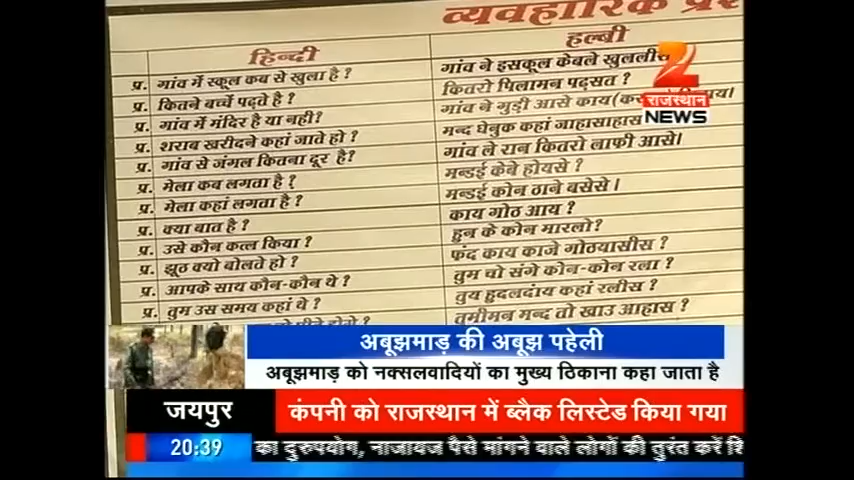 व्यवहारिक
हिन्दी
हल्बी
प्र. गांव में स्कूल कब से खुला है ? गांव ने इसकूल केबले खुललीस
प्र. कितने बच्चें पढ़ते है ? कितरो पिलामन पढ़सत ?
प्र. गांव में मंदिर है या नही? गांव ने गुड़ी आसे काय
प्र. शराब खरीदने कहां जाते हो ? मन्द घेनुक कहां जाहासाहास
प्र. गांव से जंगल कितना दूर है? गांव ले रान कितरो लाफी आसे।
प्र. मेला कब लगता है ? मन्डई केबे होयसे ?
प्र. मेला कहां लगता है ? मन्डई कोन ठाने बसेसे ।
प्र. क्या बात है ? काय गोठ आय ?
प्र. उसे कौन कत्ल किया ? हुन के कोन मारलो?
प्र. झूठ क्यो बोलते हो ? फंद काय काजे गोठयासीस ?
प्र. आपके साथ कौन-कौन थे ? तुम चो संगे कोन-कोन रला ?
प्र. तुम उस समय कहां थे ? तुय हुदलदांय कहां रलीस ?
तुमीमन मन्द तो खाउ आहास ?
राजस्थान
NEWS
अबूझमाड़ की अबूझ पहेली
अबूझमाड़ को नक्सलवादियों का मुख्य ठिकाना कहा जाता है
जयपुर
कंपनी को राजस्थान में ब्लैक लिस्टेड किया गया
20:39
का दुरुपयोग, नाजायज पैसे मांगने वाले लोगों की तुरंत करें शि